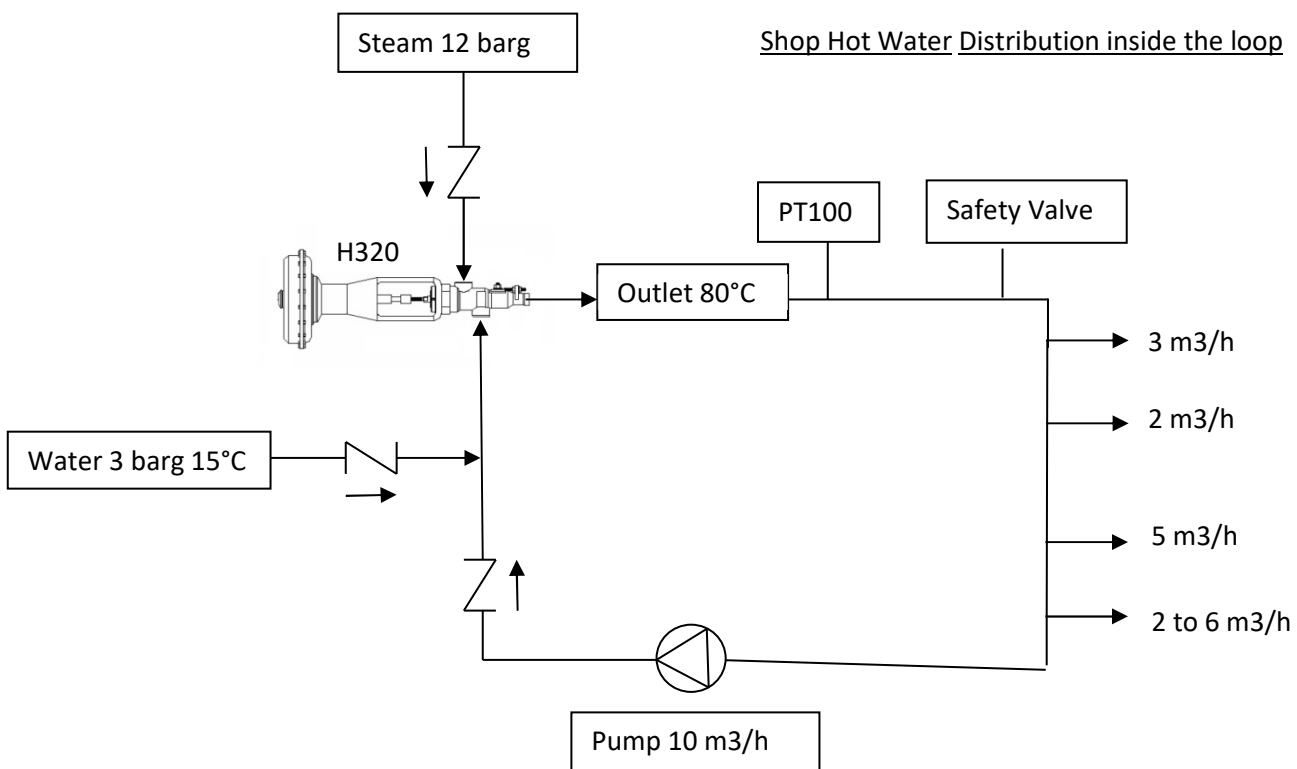 Steam 12 barg
Shop Hot Water Distribution inside the loop
PT100
Safety Valve
H320
Outlet 80°C
3 m3/h
2 m3/h
Water 3 barg 15°C
5 m3/h
2 to 6 m3/h
Pump 10 m3/h